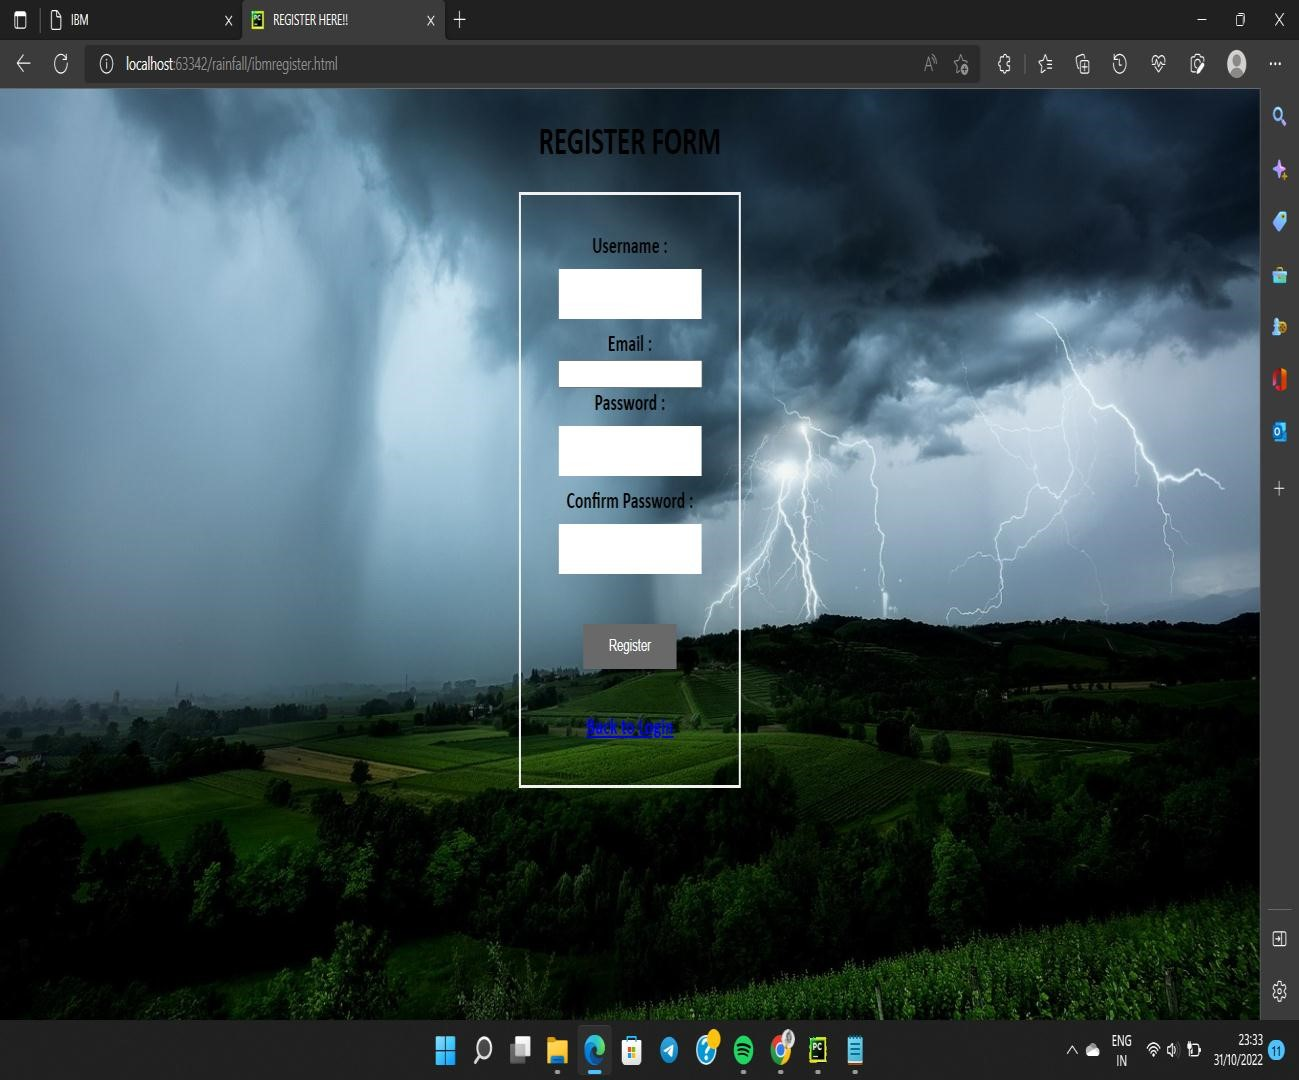 IBM
REGISTER HERE!!
localhost:63342/rainfall/ibmregister.html
REGISTER FORM
Username :
Email :
Password :
Confirm Password :
Register
Back to Login
ENG
IN
23:33
31/10/2022
11